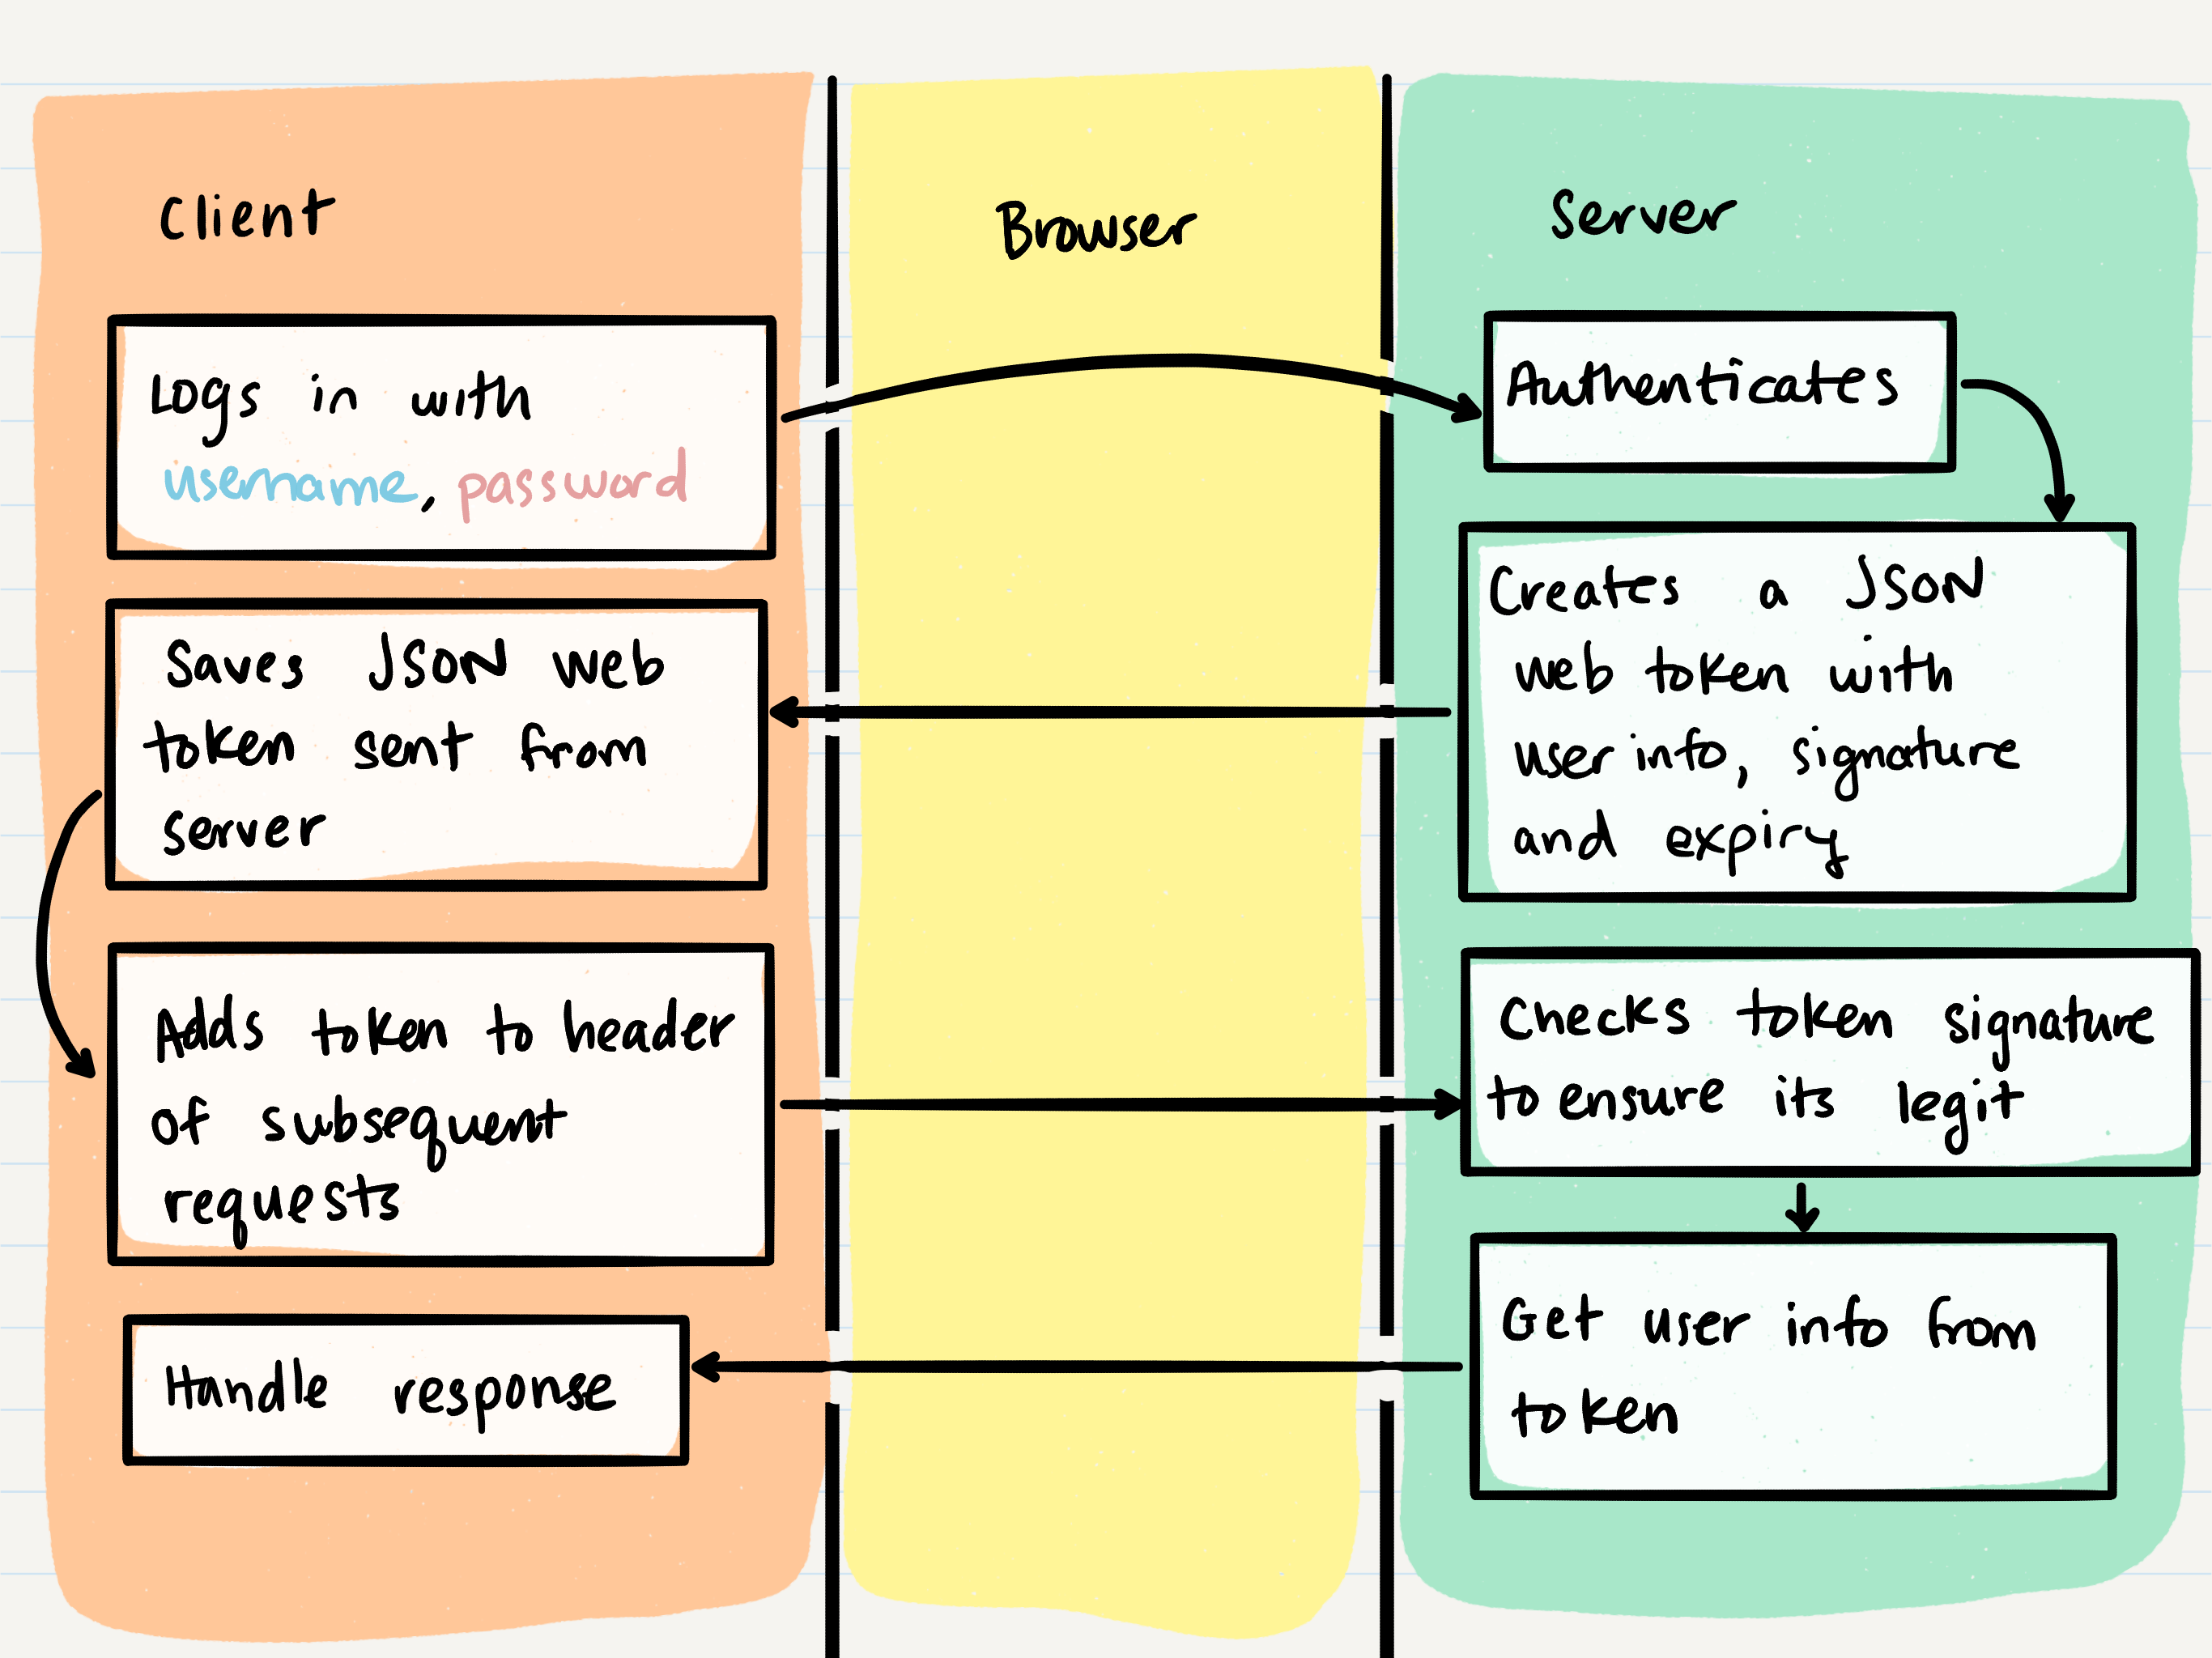 Client
Browser
Server
Logs in with
username, password
Authenticates
Creates a JSON
web token with
user info, signature
and expiry
Saves JSON web
token sent from
server
Adds token to header
of subsequent
requests
Checks token signature
to ensure its legit
Get user info from
token
Handle response